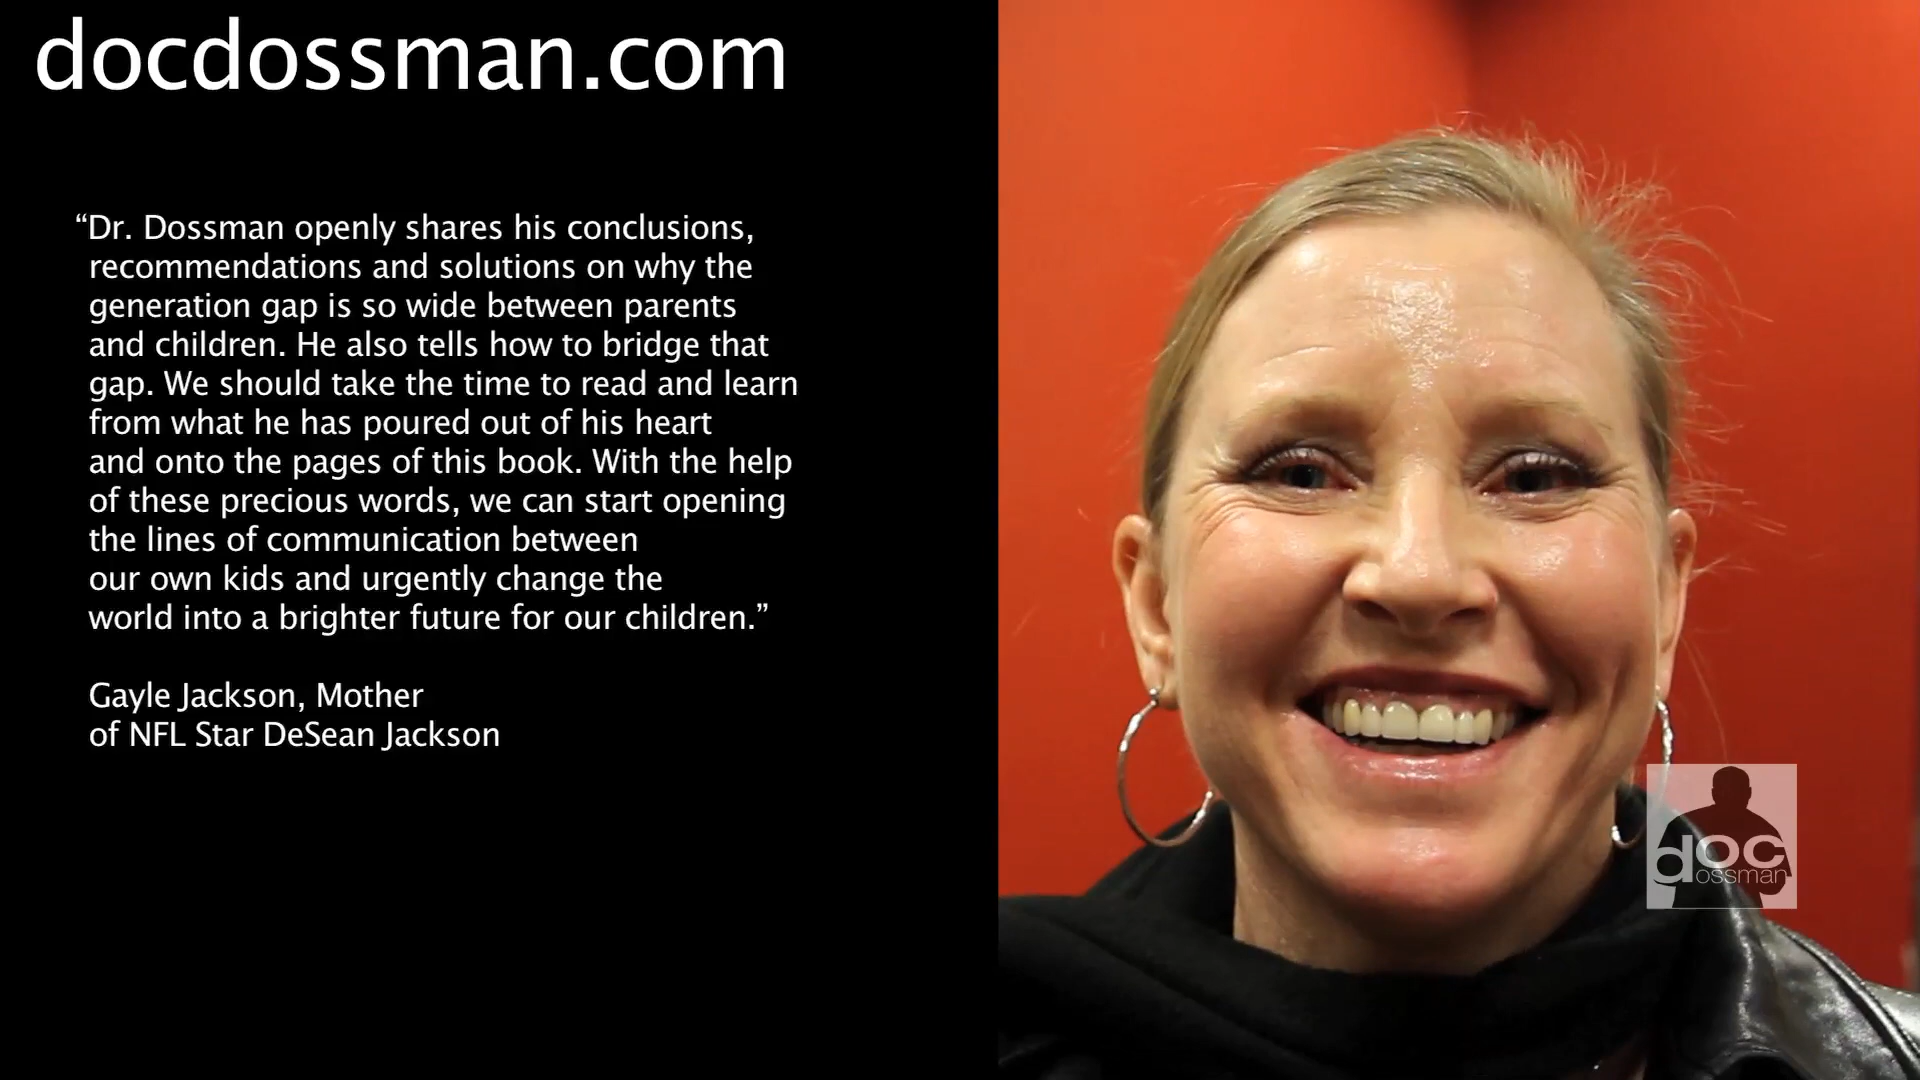 docdossman.com
“Dr. Dossman openly shares his conclusions,
recommendations and solutions on why the
generation gap is so wide between parents
and children. He also tells how to bridge that
gap. We should take the time to read and learn
from what he has poured out of his heart
and onto the pages of this book. With the help
of these precious words, we can start opening
the lines of communication between
our own kids and urgently change the
world into a brighter future for our children.”
Gayle Jackson, Mother
of NFL Star DeSean Jackson
doc
dossman